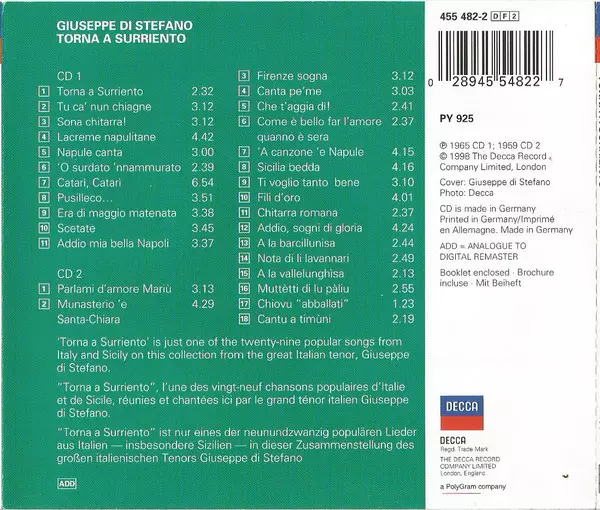 GIUSEPPE DI STEFANO
TORNA A SURRIENTO
CD 1
1 Torna a Surriento 2.32
2 Tu ca' nun chiagne 3.12
3 Sona chitarra! 3.12
4 Lacreme napulitane 4.42
5 Napule canta 3.00
6 'O surdato 'nnammurato 2.39
7 Catari, Catari 6.54
8 Pusilleco... 3.51
9 Era di maggio matenata 3.38
10 Scetate 3.45
11 Addio mia bella Napoli 3.37
CD 2
1 Parlami d'amore Mariù 3.13
2 Munasterio 'e 4.29
Santa-Chiara
3 Firenze sogna 3.12
4 Canta pe'me 3.03
5 Che t'aggia di! 2.41
6 Come è bello far l'amore 2.37
quanno è sera
7 'A canzone 'e Napule 4.15
8 Sicilia bedda 4.16
9 Ti voglio tanto bene 3.10
10 Fili d'oro 4.01
11 Chitarra romana 2.37
12 Addio, sogni di gloria 4.24
13 A la barcillunisa 2.44
14 Nota di li lavannari 2.49
15 A la vallelunghìsa 2.13
16 Muttètti di lu pàliu 2.55
17 Chiovu "abballati" 1.23
18 Cantu a timùni 2.19
'Torna a Surriento' is just one of the twenty-nine popular songs from
Italy and Sicily on this collection from the great Italian tenor, Giuseppe
di Stefano.
"Torna a Surriento", l'une des vingt-neuf chansons populaires d'Italie
et de Sicile, réunies et chantées ici par le grand ténor italien Giuseppe
di Stefano.
"Torna a Surriento" ist nur eines der neunundzwanzig populären Lieder
aus Italien — insbesondere Sizilien — in dieser Zusammenstellung des
großen italienischen Tenors Giuseppe di Stefano
ADD
455 482-2 D F 2
0 28945 54822 7
PY 925
℗ 1965 CD 1; 1959 CD 2
© 1998 The Decca Record
Company Limited, London
Cover: Giuseppe di Stefano
Photo: Decca
CD is made in Germany
Printed in Germany/Imprimé
en Allemagne. Made in Germany
ADD = ANALOGUE TO
DIGITAL REMASTER
Booklet enclosed · Brochure
incluse · Mit Beiheft
DECCA
DECCA
Regd. Trade Mark
THE DECCA RECORD
COMPANY LIMITED
London, England
a PolyGram company